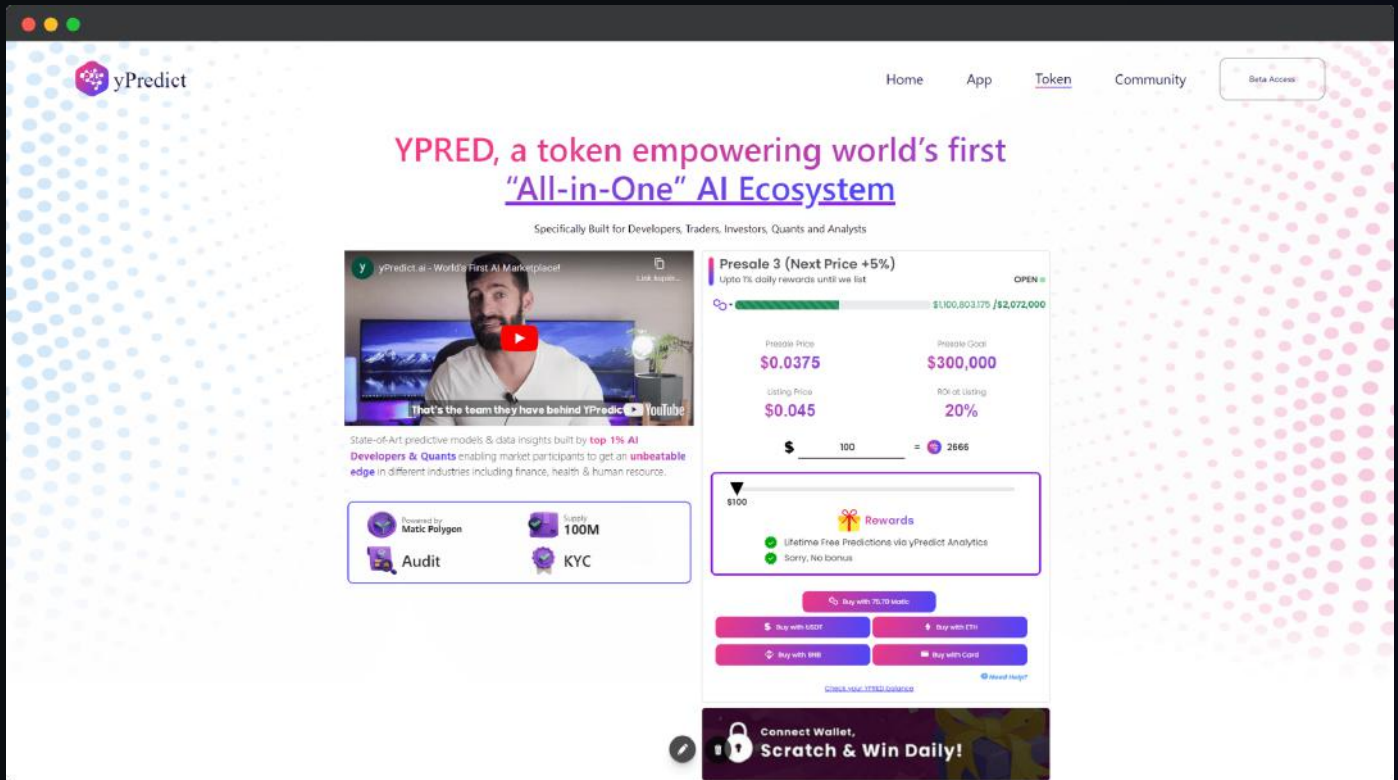 yPredict
Home
App
Token
Community
Beta Access
YPRED, a token empowering world's first
"All-in-One" AI Ecosystem
Specifically Built for Developers, Traders, Investors, Quants and Analysts
y
yPredict.ai - World's First AI Marketplace!
That's the team they have behind YPredict
YouTube
State-of-Art predictive models & data insights built by top 1% AI
Developers & Quants enabling market participants to get an unbeatable
edge in different industries including finance, health & human resource.
Powered by
Matic Polygon
Supply
100M
Audit
KYC
Presale 3 (Next Price +5%)
Upto 1% daily rewards until we list
OPEN
$1,100,803.175 /$2,072,000
Presale Price
$0.0375
Presale Goal
$300,000
Listing Price
$0.045
ROI at Listing
20%
$ 100 = 2666
$100
Rewards
Lifetime Free Predictions via yPredict Analytics
Sorry, No bonus
Buy with Matic
Buy with USDT
Buy with ETH
Buy with BNB
Buy with Card
Need Help?
Check your YPRED balance
Connect Wallet,
Scratch & Win Daily!